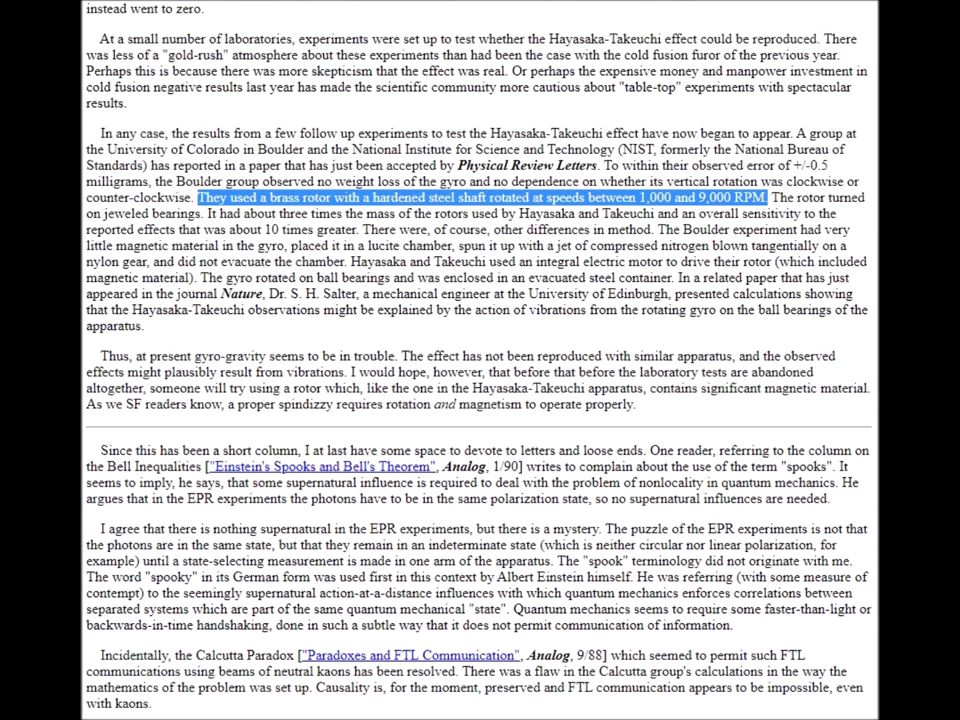 instead went to zero.
At a small number of laboratories, experiments were set up to test whether the Hayasaka-Takeuchi effect could be reproduced. There
was less of a "gold-rush" atmosphere about these experiments than had been the case with the cold fusion furor of the previous year.
Perhaps this is because there was more skepticism that the effect was real. Or perhaps the expensive money and manpower investment in
cold fusion negative results last year has made the scientific community more cautious about "table-top" experiments with spectacular
results.
In any case, the results from a few follow up experiments to test the Hayasaka-Takeuchi effect have now began to appear. A group at the
University of Colorado in Boulder and the National Institute for Science and Technology (NIST, formerly the National Bureau of
Standards) has reported in a paper that has just been accepted by Physical Review Letters. To within their observed error of +/-0.5
milligrams, the Boulder group observed no weight loss of the gyro and no dependence on whether its vertical rotation was clockwise or
counter-clockwise. They used a brass rotor with a hardened steel shaft rotated at speeds between 1,000 and 9,000 RPM. The rotor turned
on jeweled bearings. It had about three times the mass of the rotors used by Hayasaka and Takeuchi and an overall sensitivity to the
reported effects that was about 10 times greater. There were, of course, other differences in method. The Boulder experiment had very
little magnetic material in the gyro, placed it in a lucite chamber, spun it up with a jet of compressed nitrogen blown tangentially on a
nylon gear, and did not evacuate the chamber. Hayasaka and Takeuchi used an integral electric motor to drive their rotor (which included
magnetic material). The gyro rotated on ball bearings and was enclosed in an evacuated steel container. In a related paper that has just
appeared in the journal Nature, Dr. S. H. Salter, a mechanical engineer at the University of Edinburgh, presented calculations showing
that the Hayasaka-Takeuchi observations might be explained by the action of vibrations from the rotating gyro on the ball bearings of the
apparatus.
Thus, at present gyro-gravity seems to be in trouble. The effect has not been reproduced with similar apparatus, and the observed
effects might plausibly result from vibrations. I would hope, however, that before that before the laboratory tests are abandoned
altogether, someone will try using a rotor which, like the one in the Hayasaka-Takeuchi apparatus, contains significant magnetic material.
As we SF readers know, a proper spindizzy requires rotation and magnetism to operate properly.
Since this has been a short column, I at last have some space to devote to letters and loose ends. One reader, referring to the column on
the Bell Inequalities ["Einstein's Spooks and Bell's Theorem", Analog, 1/90] writes to complain about the use of the term "spooks". It
seems to imply, he says, that some supernatural influence is required to deal with the problem of nonlocality in quantum mechanics. He
argues that in the EPR experiments the photons have to be in the same polarization state, so no supernatural influences are needed.
I agree that there is nothing supernatural in the EPR experiments, but there is a mystery. The puzzle of the EPR experiments is not that
the photons are in the same state, but that they remain in an indeterminate state (which is neither circular nor linear polarization, for
example) until a state-selecting measurement is made in one arm of the apparatus. The "spook" terminology did not originate with me.
The word "spooky" in its German form was used first in this context by Albert Einstein himself. He was referring (with some measure of
contempt) to the seemingly supernatural action-at-a-distance influences with which quantum mechanics enforces correlations between
separated systems which are part of the same quantum mechanical "state". Quantum mechanics seems to require some faster-than-light or
backwards-in-time handshaking, done in such a subtle way that it does not permit communication of information.
Incidentally, the Calcutta Paradox ["Paradoxes and FTL Communication", Analog, 9/88] which seemed to permit such FTL
communications using beams of neutral kaons has been resolved. There was a flaw in the Calcutta group's calculations in the way the
mathematics of the problem was set up. Causality is, for the moment, preserved and FTL communication appears to be impossible, even
with kaons.